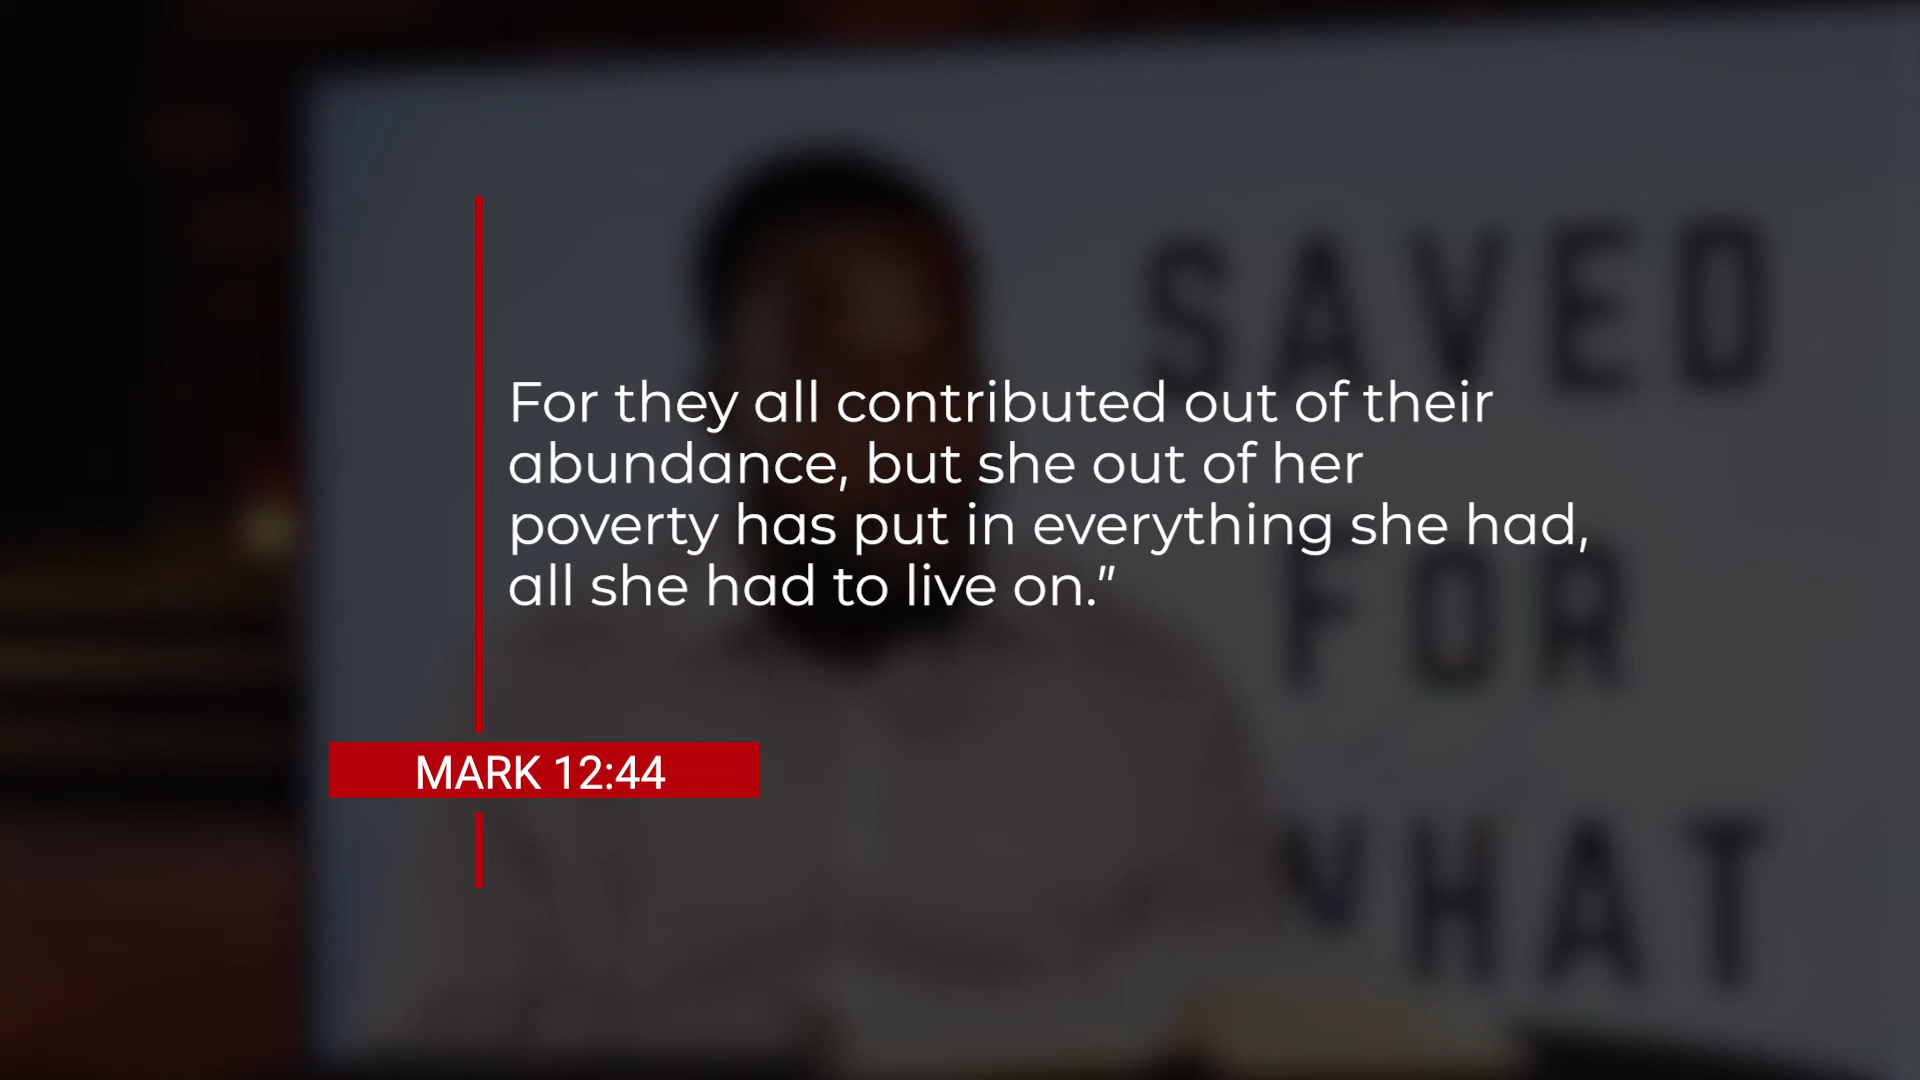 For they all contributed out of their
abundance, but she out of her
poverty has put in everything she had,
all she had to live on.”
MARK 12:44
SAVED
FOR
WHAT